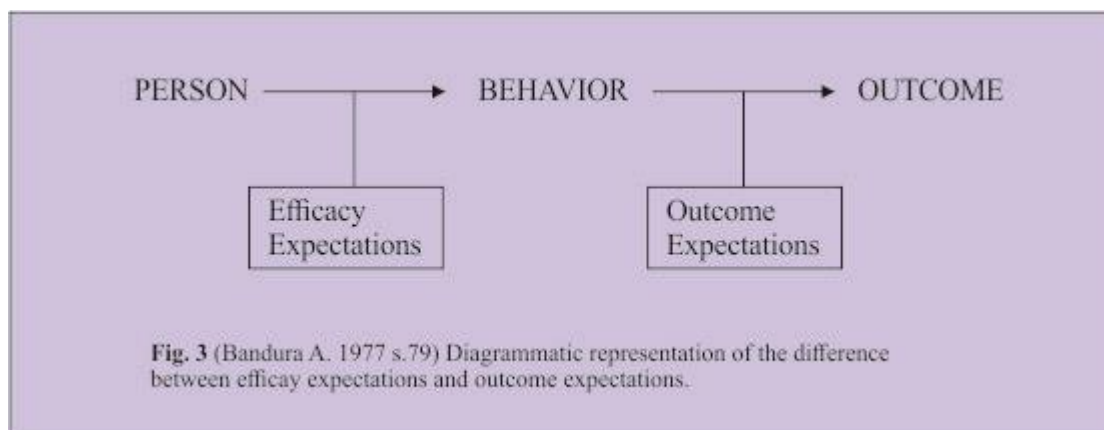 PERSON BEHAVIOR OUTCOME
Efficacy
Expectations
Outcome
Expectations
Fig. 3 (Bandura A. 1977 s.79) Diagrammatic representation of the difference
between efficay expectations and outcome expectations.